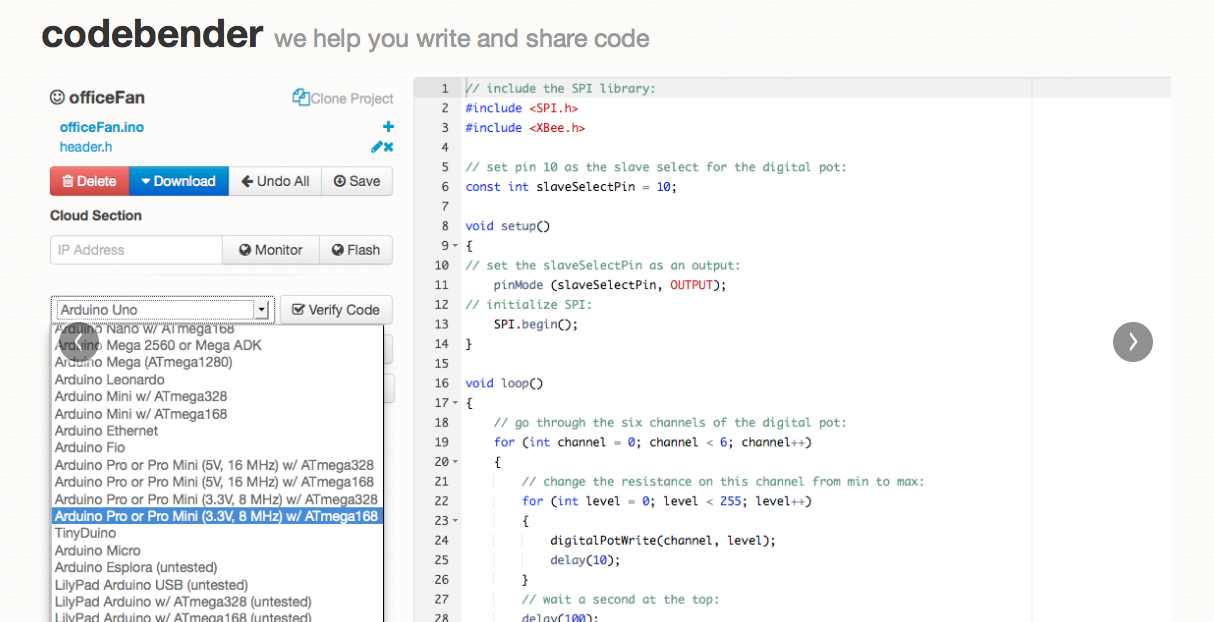 codebender we help you write and share code
officeFan Clone Project
officeFan.ino
header.h
Delete Download Undo All Save
Cloud Section
IP Address Monitor Flash
Arduino Uno Verify Code
Arduino Nano w/ ATmega168
Arduino Mega 2560 or Mega ADK
Arduino Mega (ATmega1280)
Arduino Leonardo
Arduino Mini w/ ATmega328
Arduino Mini w/ ATmega168
Arduino Ethernet
Arduino Fio
Arduino Pro or Pro Mini (5V, 16 MHz) w/ ATmega328
Arduino Pro or Pro Mini (5V, 16 MHz) w/ ATmega168
Arduino Pro or Pro Mini (3.3V, 8 MHz) w/ ATmega328
Arduino Pro or Pro Mini (3.3V, 8 MHz) w/ ATmega168
TinyDuino
Arduino Micro
Arduino Esplora (untested)
LilyPad Arduino USB (untested)
LilyPad Arduino w/ ATmega328 (untested)
LilyPad Arduino w/ ATmega168 (untested)
1 // include the SPI library:
2 #include <SPI.h>
3 #include <XBee.h>
4
5 // set pin 10 as the slave select for the digital pot:
6 const int slaveSelectPin = 10;
7
8 void setup()
9 {
10 // set the slaveSelectPin as an output:
11 pinMode (slaveSelectPin, OUTPUT);
12 // initialize SPI:
13 SPI.begin();
14 }
15
16 void loop()
17 {
18 // go through the six channels of the digital pot:
19 for (int channel = 0; channel < 6; channel++)
20 {
21 // change the resistance on this channel from min to max:
22 for (int level = 0; level < 255; level++)
23 {
24 digitalPotWrite(channel, level);
25 delay(10);
26 }
27 // wait a second at the top:
28 delay(100);